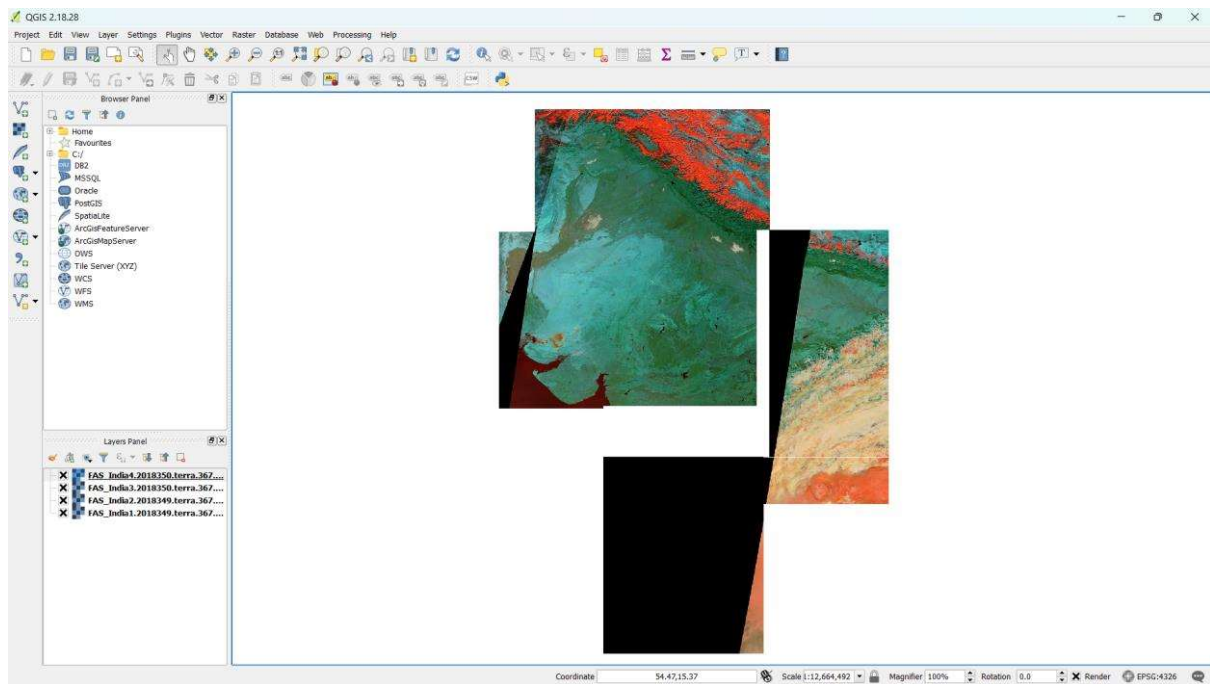 QGIS 2.18.28
Project Edit View Layer Settings Plugins Vector Raster Database Web Processing Help
Browser Panel
Home
Favourites
C:/
DB2
MSSQL
Oracle
PostGIS
SpatiaLite
ArcGisFeatureServer
ArcGisMapServer
OWS
Tile Server (XYZ)
WCS
WFS
WMS
Layers Panel
FAS_India4.2018350.terra.367....
FAS_India3.2018350.terra.367....
FAS_India2.2018349.terra.367....
FAS_India1.2018349.terra.367....
Coordinate 54.47,15.37 Scale 1:12,664,492 Magnifier 100% Rotation 0.0 Render EPSG:4326